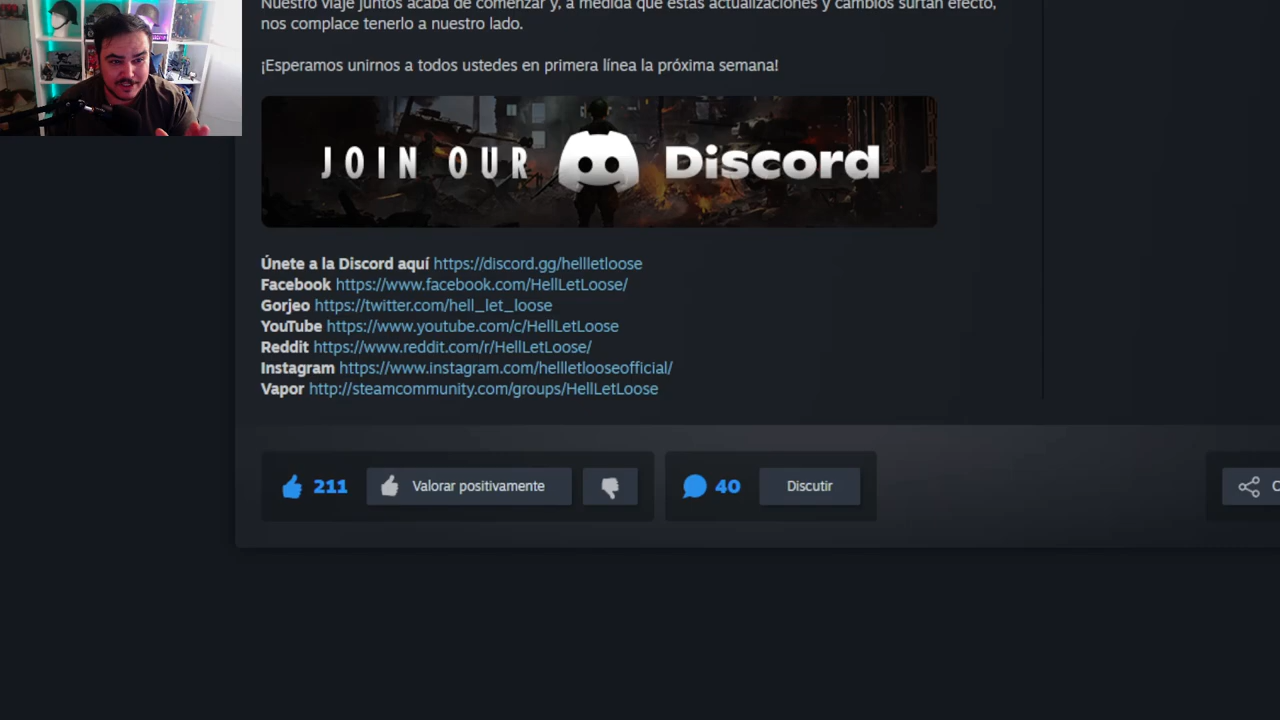 Nuestro viaje juntos acaba de comenzar y, a medida que estas actualizaciones y cambios surtan efecto,
nos complace tenerlo a nuestro lado.
¡Esperamos unirnos a todos ustedes en primera línea la próxima semana!
JOIN OUR Discord
Únete a la Discord aquí https://discord.gg/hellletloose
Facebook https://www.facebook.com/HellLetLoose/
Gorjeo https://twitter.com/hell_let_loose
YouTube https://www.youtube.com/c/HellLetLoose
Reddit https://www.reddit.com/r/HellLetLoose/
Instagram https://www.instagram.com/hellletlooseofficial/
Vapor http://steamcommunity.com/groups/HellLetLoose
211 Valorar positivamente 40 Discutir